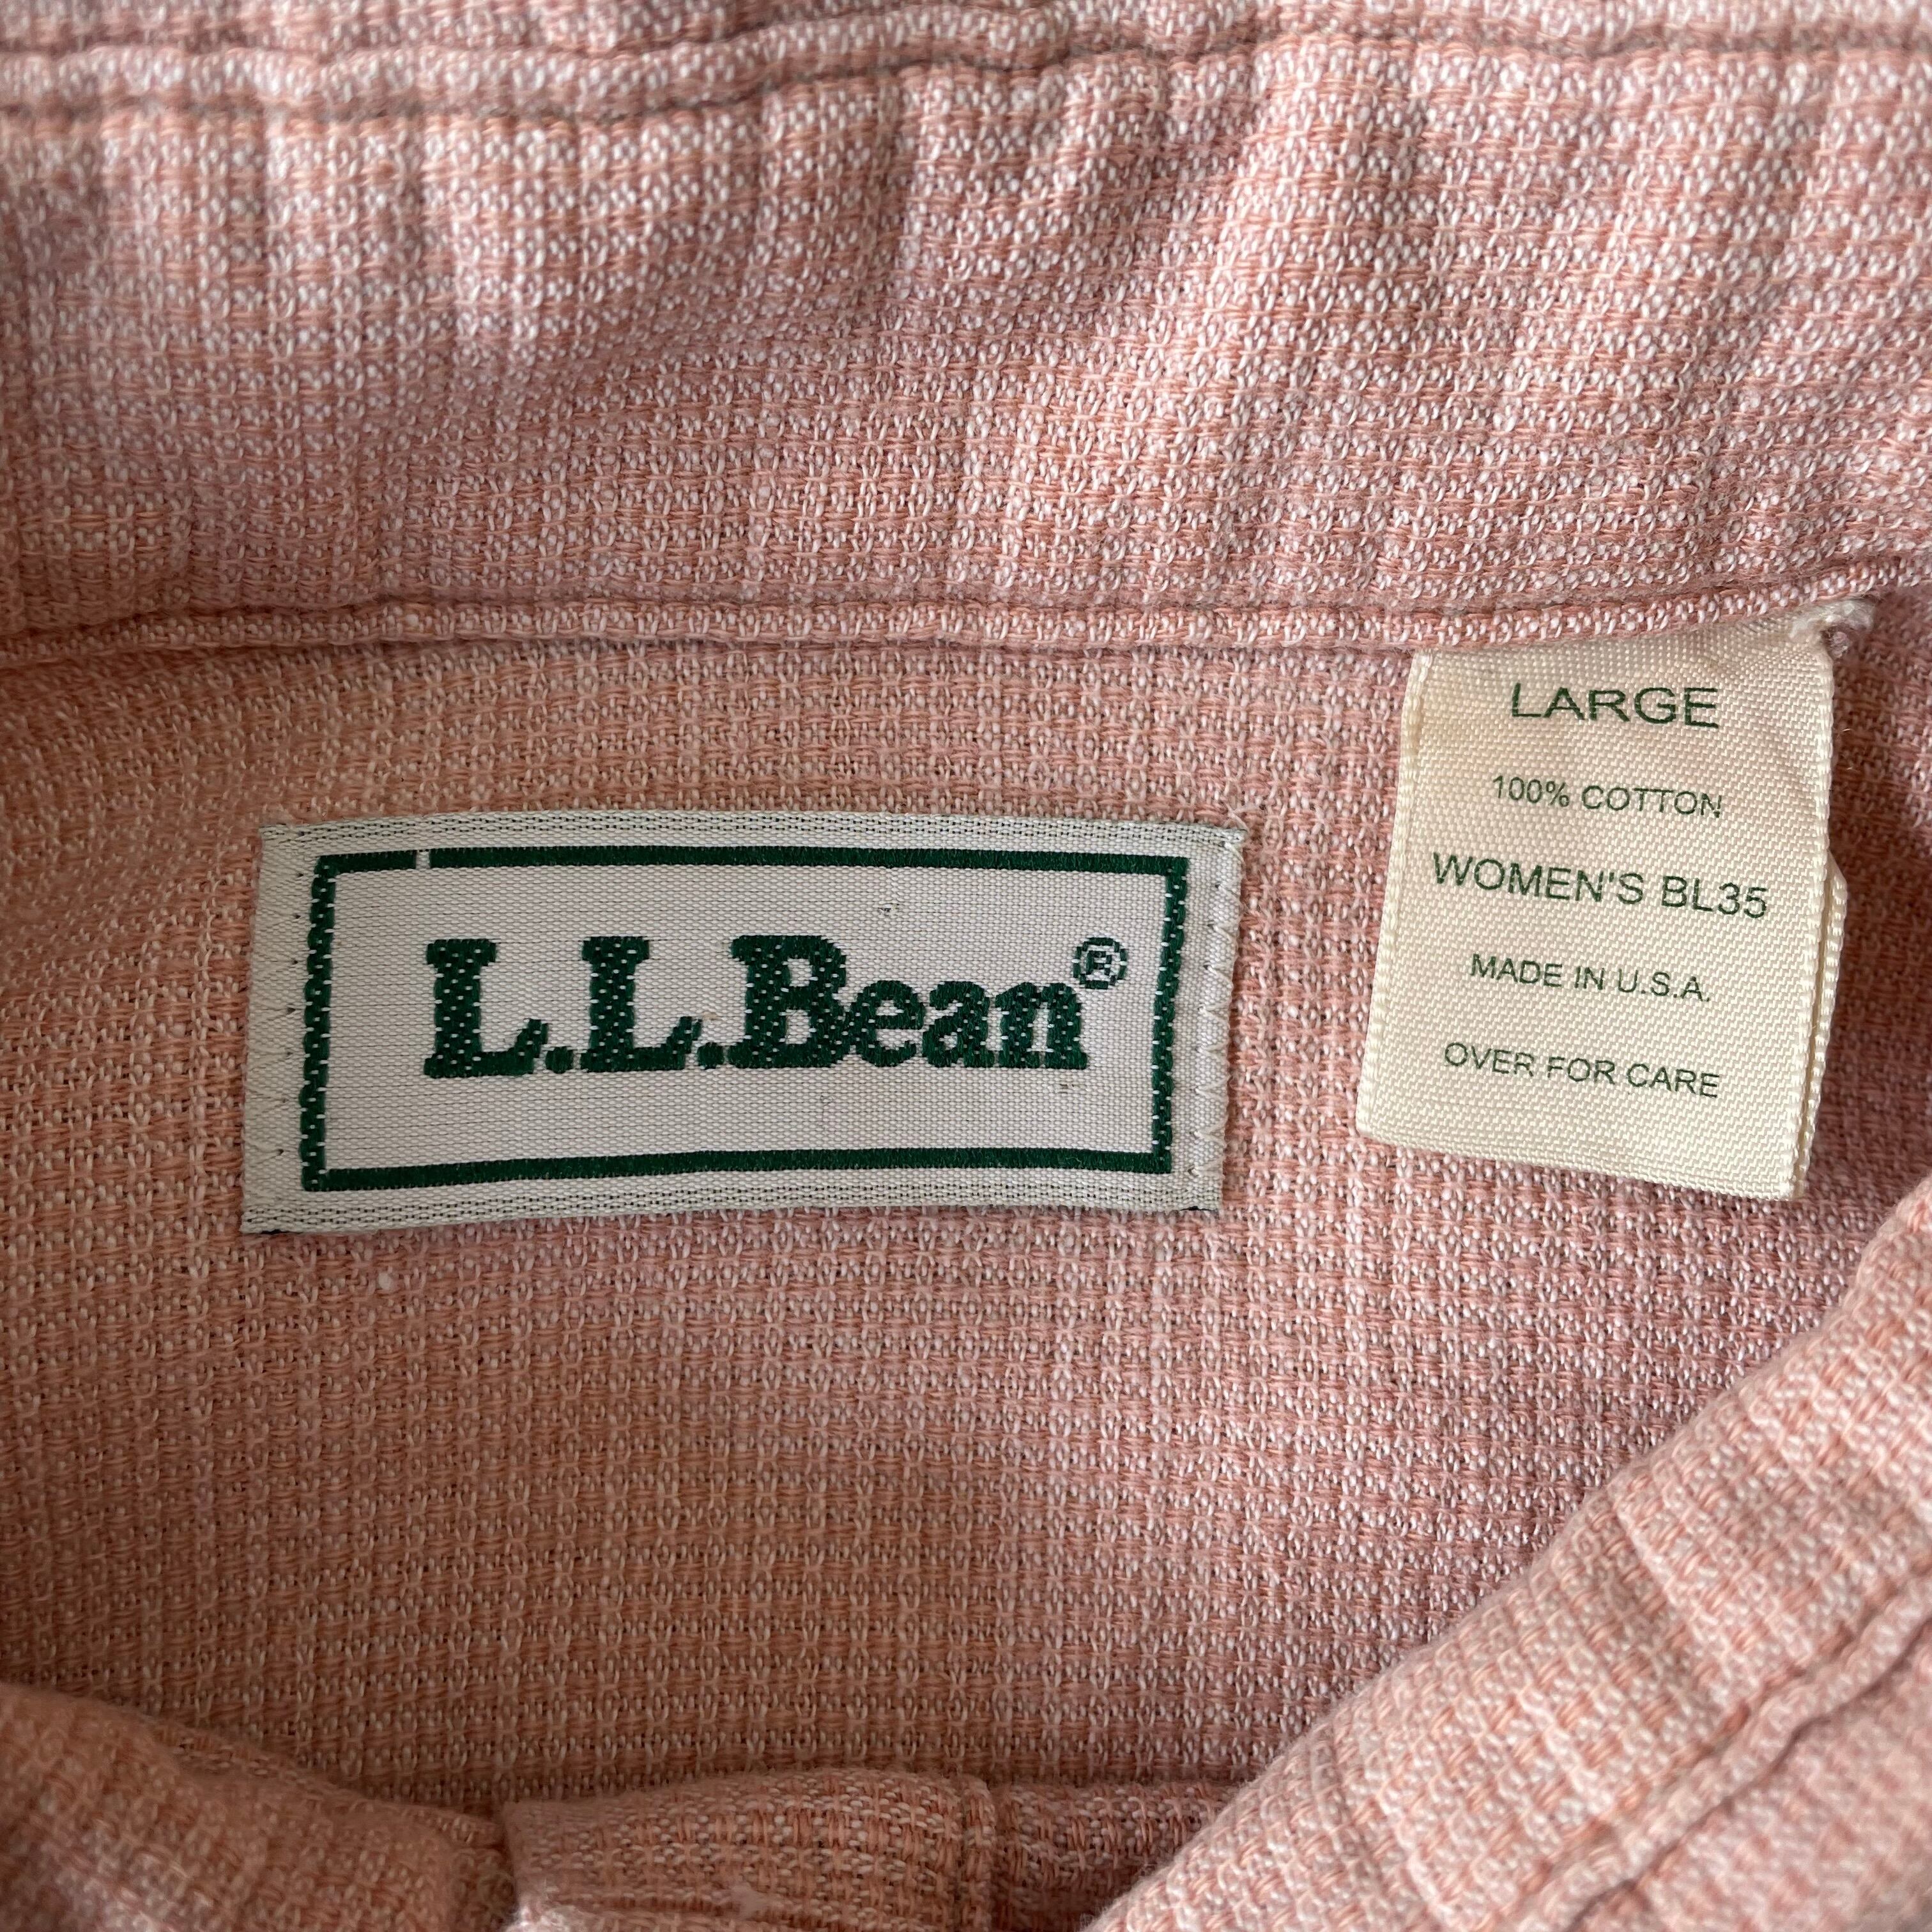 L.L.Bean®
LARGE
100% COTTON
WOMEN'S BL35
MADE IN U.S.A.
OVER FOR CARE